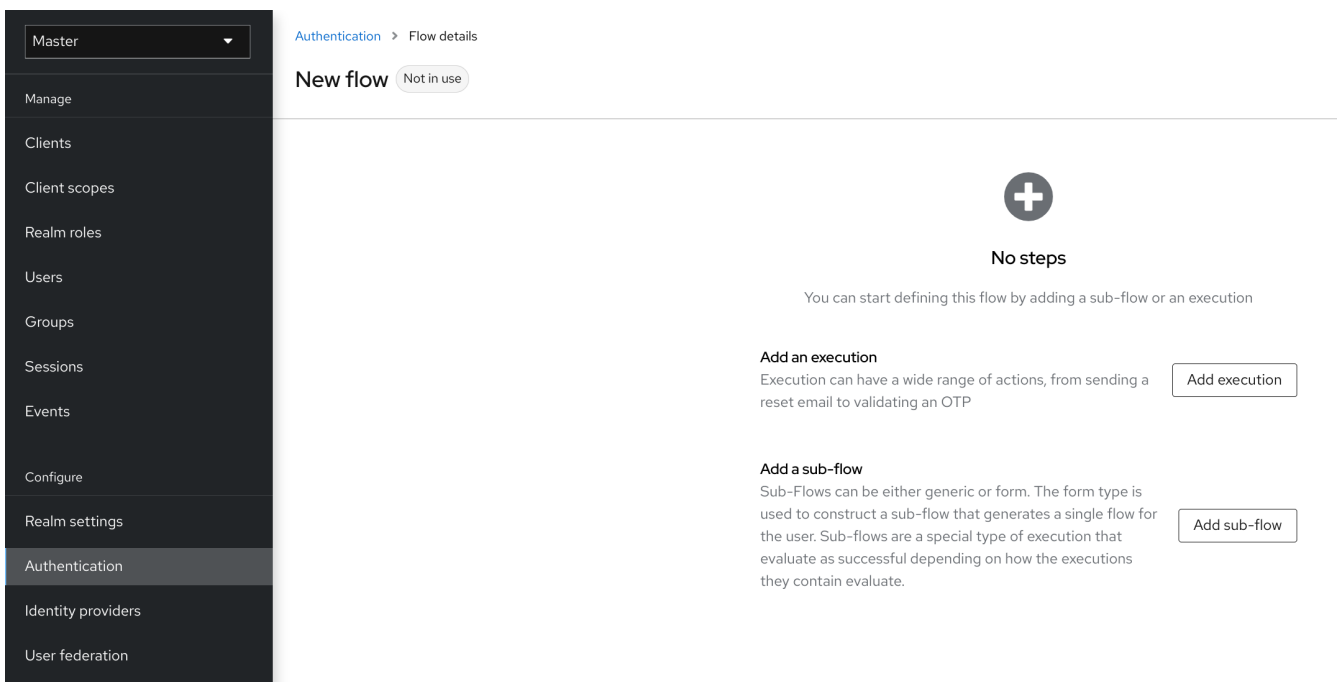 Master
Manage
Clients
Client scopes
Realm roles
Users
Groups
Sessions
Events
Configure
Realm settings
Authentication
Identity providers
User federation
Authentication > Flow details
New flow Not in use
No steps
You can start defining this flow by adding a sub-flow or an execution
Add an execution
Execution can have a wide range of actions, from sending a
reset email to validating an OTP
Add execution
Add a sub-flow
Sub-Flows can be either generic or form. The form type is
used to construct a sub-flow that generates a single flow for
the user. Sub-flows are a special type of execution that
evaluate as successful depending on how the executions
they contain evaluate.
Add sub-flow